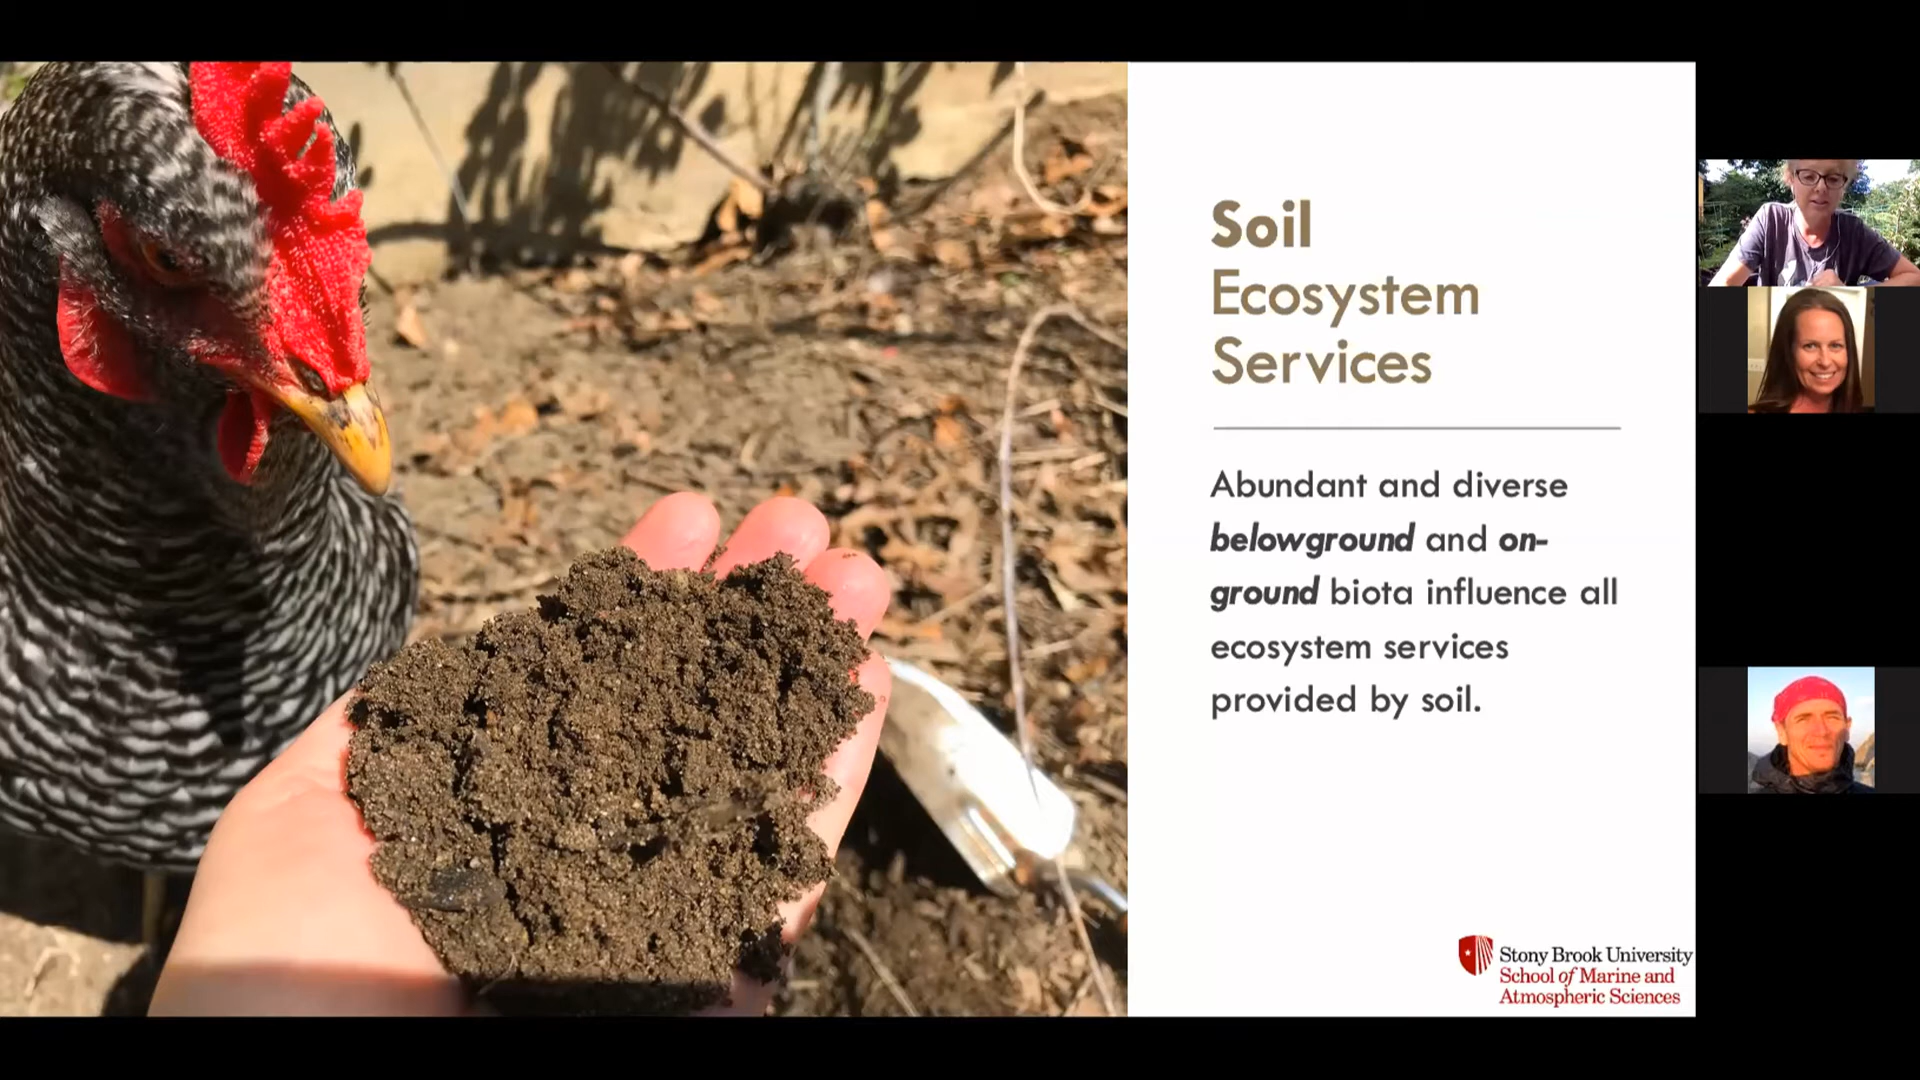 Soil
Ecosystem
Services
Abundant and diverse
belowground and on-
ground biota influence all
ecosystem services
provided by soil.
Stony Brook University
School of Marine and
Atmospheric Sciences